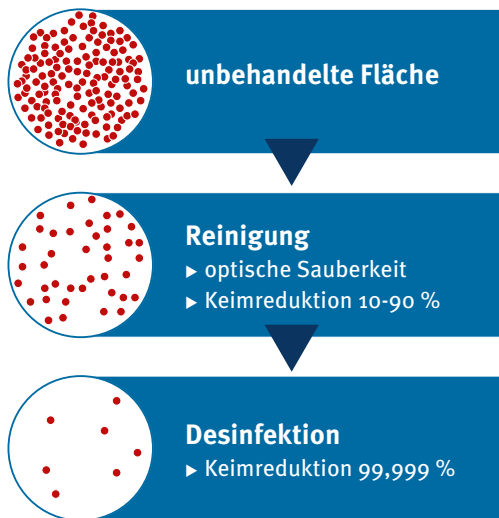 unbehandelte Fläche
Reinigung
▸ optische Sauberkeit
▸ Keimreduktion 10-90 %
Desinfektion
▸ Keimreduktion 99,999 %